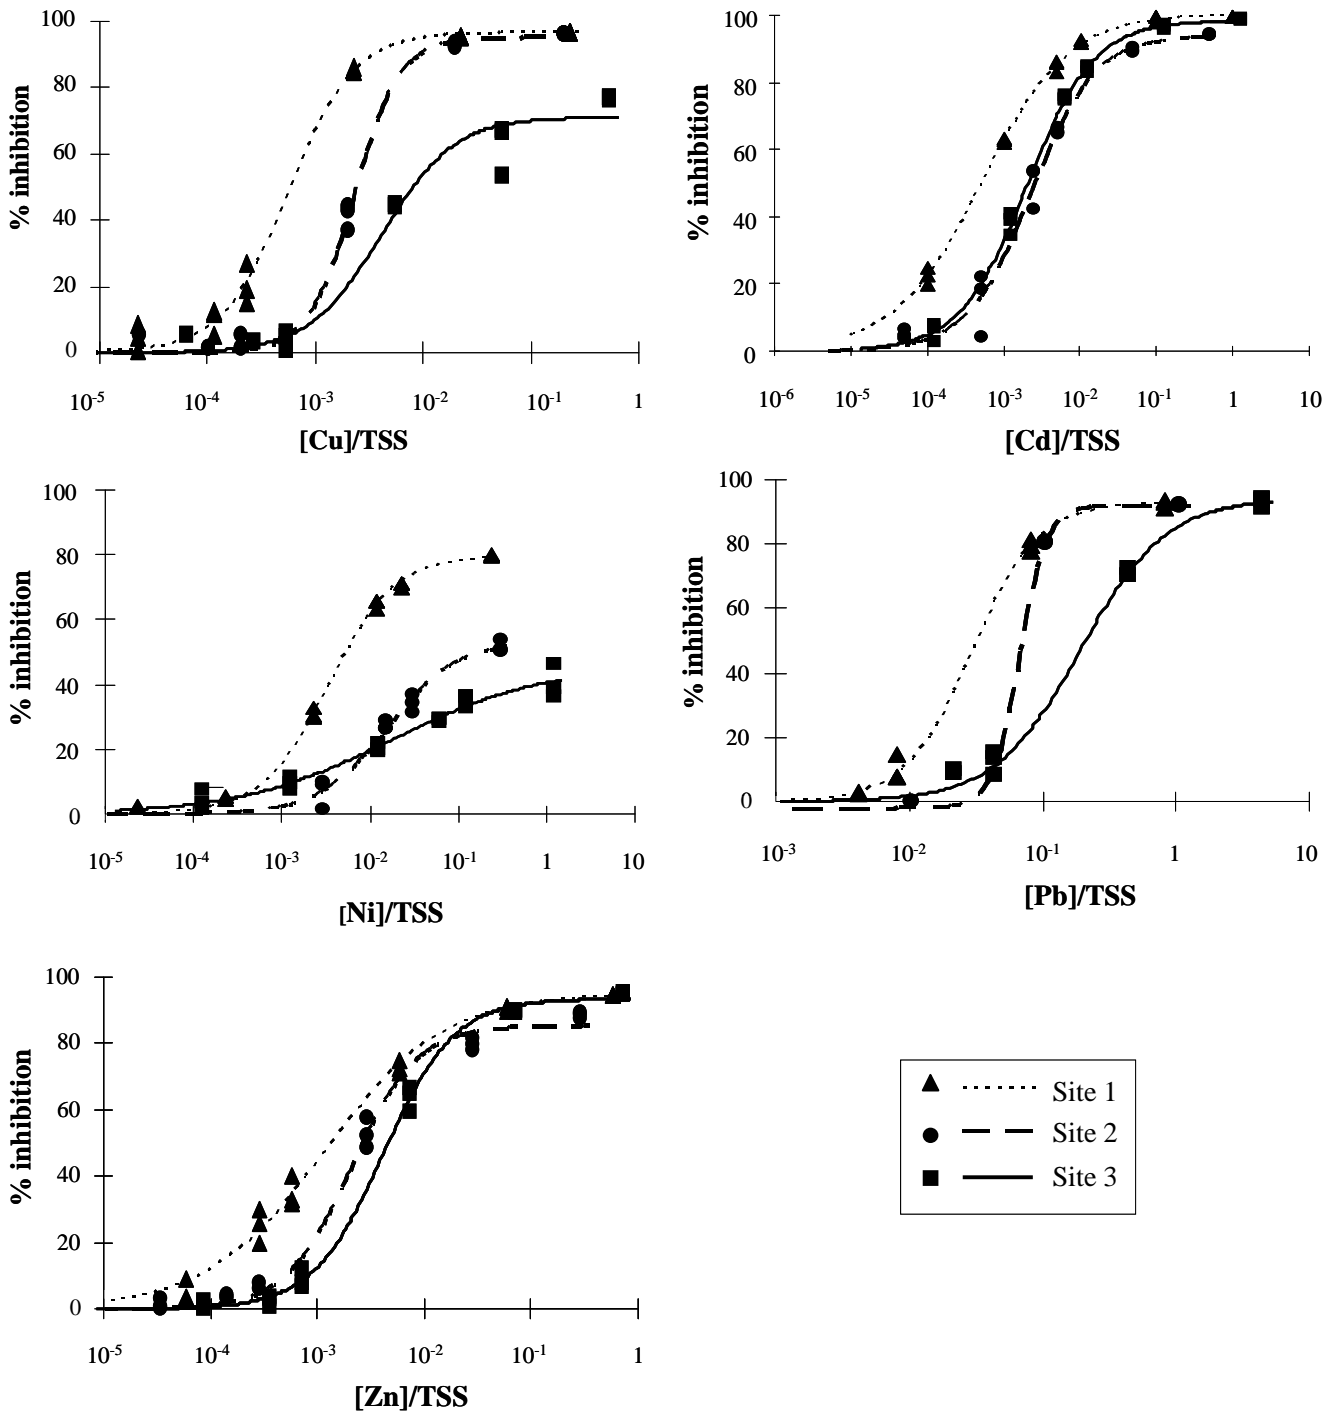 % inhibition
100
80
60
40
20
0
10-5 10-4 10-3 10-2 10-1 1
[Cu]/TSS
% inhibition
100
80
60
40
20
0
10-6 10-5 10-4 10-3 10-2 10-1 1 10
[Cd]/TSS
% inhibition
100
80
60
40
20
0
10-5 10-4 10-3 10-2 10-1 1 10
[Ni]/TSS
% inhibition
100
80
60
40
20
0
10-3 10-2 10-1 1 10
[Pb]/TSS
% inhibition
100
80
60
40
20
0
10-5 10-4 10-3 10-2 10-1 1
[Zn]/TSS
Site 1
Site 2
Site 3